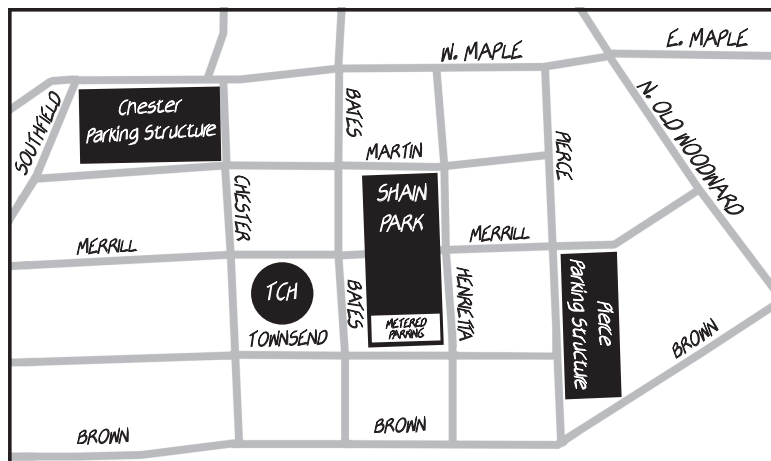 W. MAPLE
E. MAPLE
SOUTHFIELD
Chester
Parking Structure
BATES
MARTIN
PIERCE
N. OLD WOODWARD
CHESTER
SHAIN
PARK
MERRILL
MERRILL
TCH
BATES
HENRIETTA
METERED
PARKING
TOWNSEND
Pierce
Parking Structure
BROWN
BROWN
BROWN